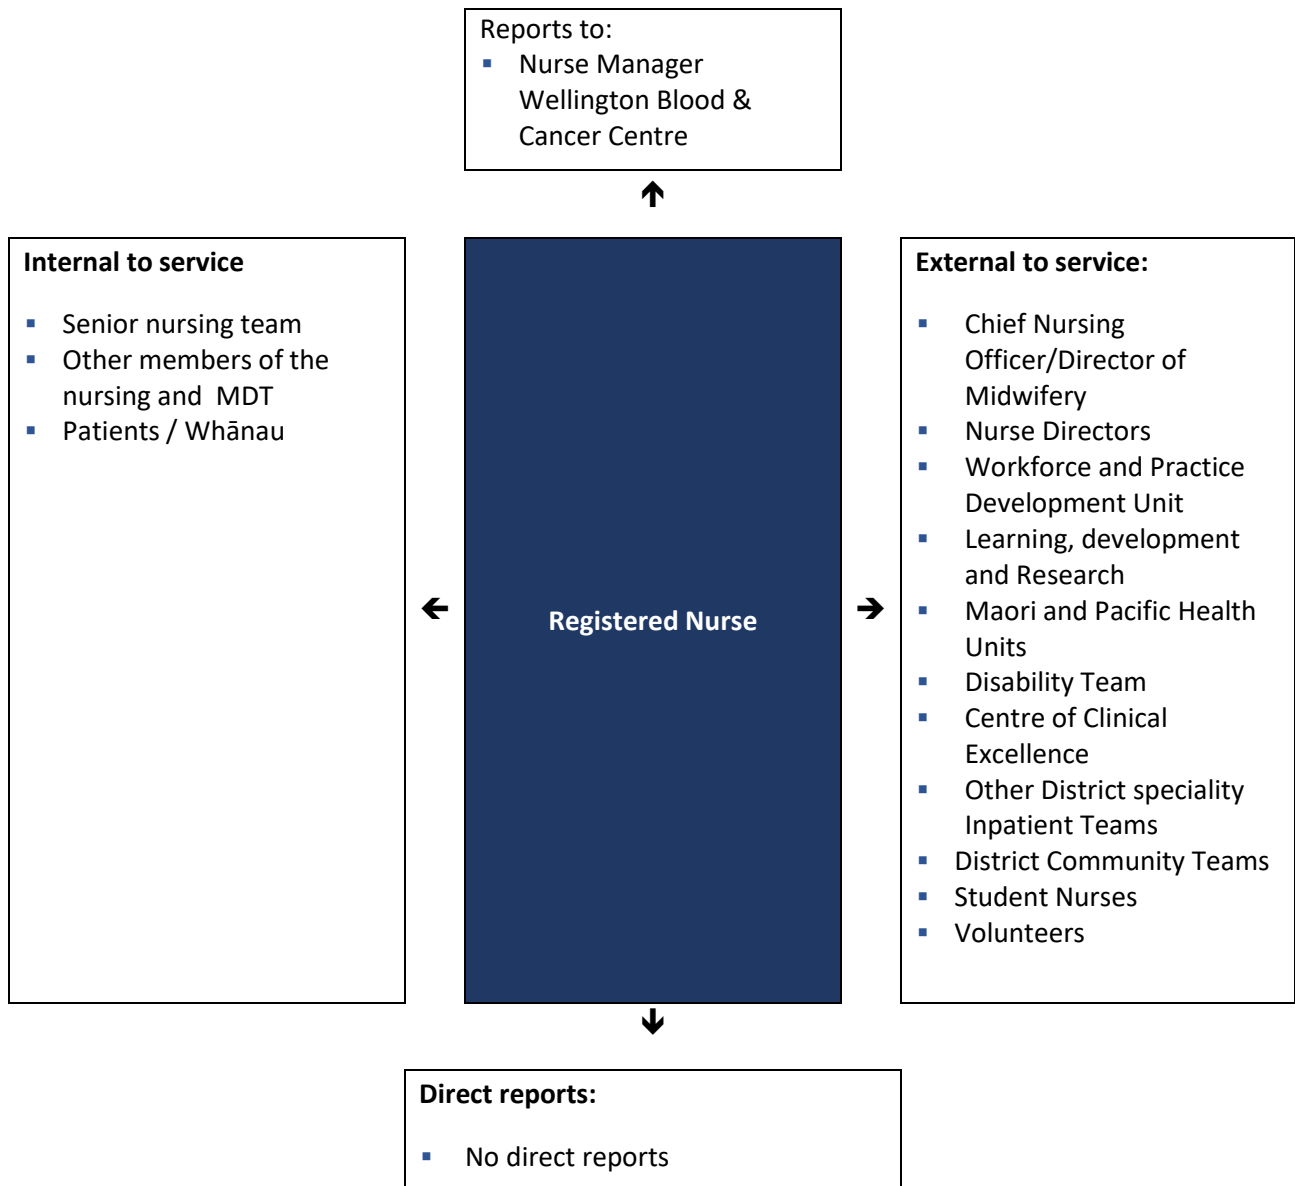 Reports to:
▪ Nurse Manager
Wellington Blood &
Cancer Centre
Internal to service
▪ Senior nursing team
▪ Other members of the
nursing and  MDT
▪ Patients / Whānau
Registered Nurse
External to service:
▪ Chief Nursing
Officer/Director of
Midwifery
▪ Nurse Directors
▪ Workforce and Practice
Development Unit
▪ Learning, development
and Research
▪ Maori and Pacific Health
Units
▪ Disability Team
▪ Centre of Clinical
Excellence
▪ Other District speciality
Inpatient Teams
▪ District Community Teams
▪ Student Nurses
▪ Volunteers
Direct reports:
▪ No direct reports